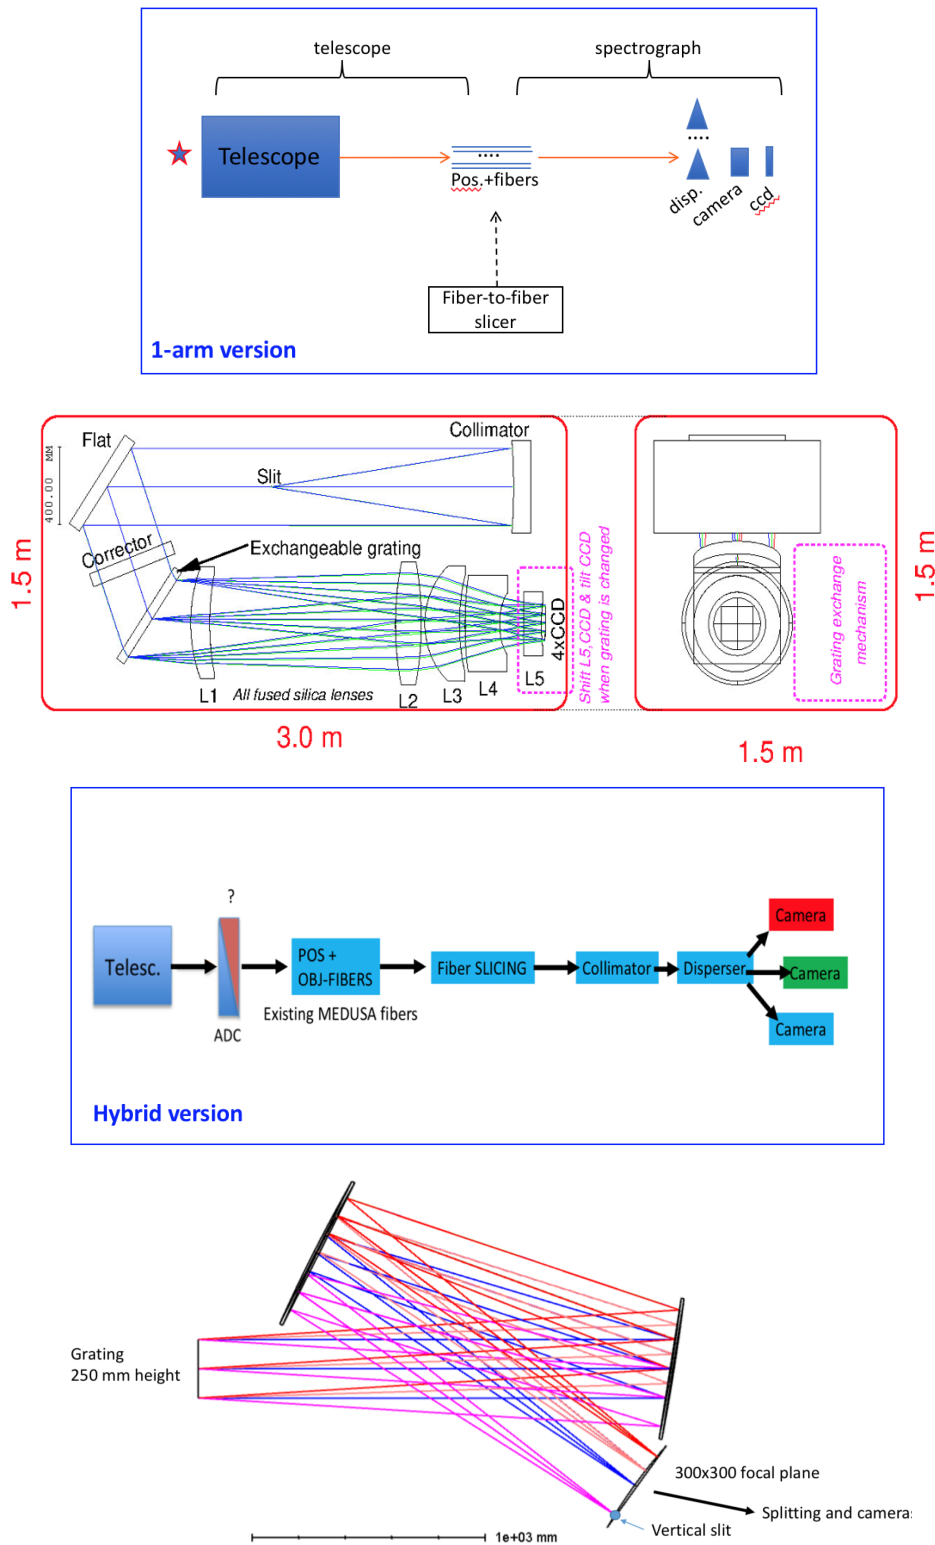 telescope
spectrograph
Telescope
....
....
Pos.+fibers
disp.
camera
ccd
Fiber-to-fiber
slicer
1-arm version
Flat
Collimator
400.00 MM
Slit
Corrector
Exchangeable grating
1.5 m
L1
All fused silica lenses
L2
L3
L4
L5
4xCCD
Shift L5,CCD & tilt CCD
when grating is changed
Grating exchange
mechanism
1.5 m
3.0 m
1.5 m
?
Telesc.
ADC
POS +
OBJ-FIBERS
Existing MEDUSA fibers
Fiber SLICING
Collimator
Disperser
Camera
Camera
Camera
Hybrid version
Grating
250 mm height
300x300 focal plane
Splitting and cameras
Vertical slit
1e+03 mm